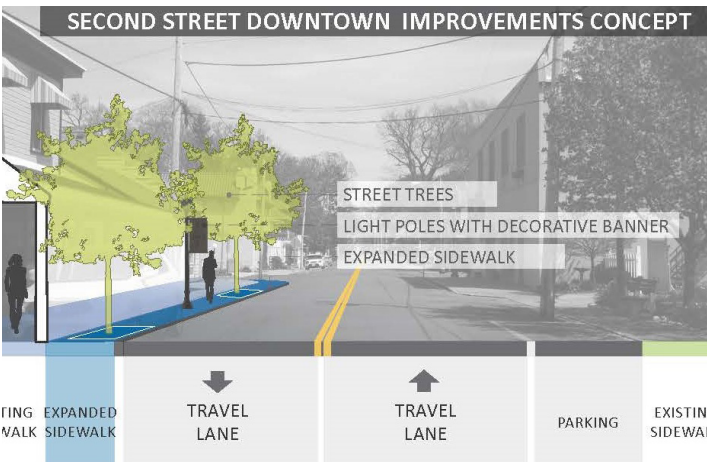 SECOND STREET DOWNTOWN IMPROVEMENTS CONCEPT
STREET TREES
LIGHT POLES WITH DECORATIVE BANNER
EXPANDED SIDEWALK
TING EXPANDED TRAVEL TRAVEL PARKING EXISTIN
WALK SIDEWALK LANE LANE SIDEWA